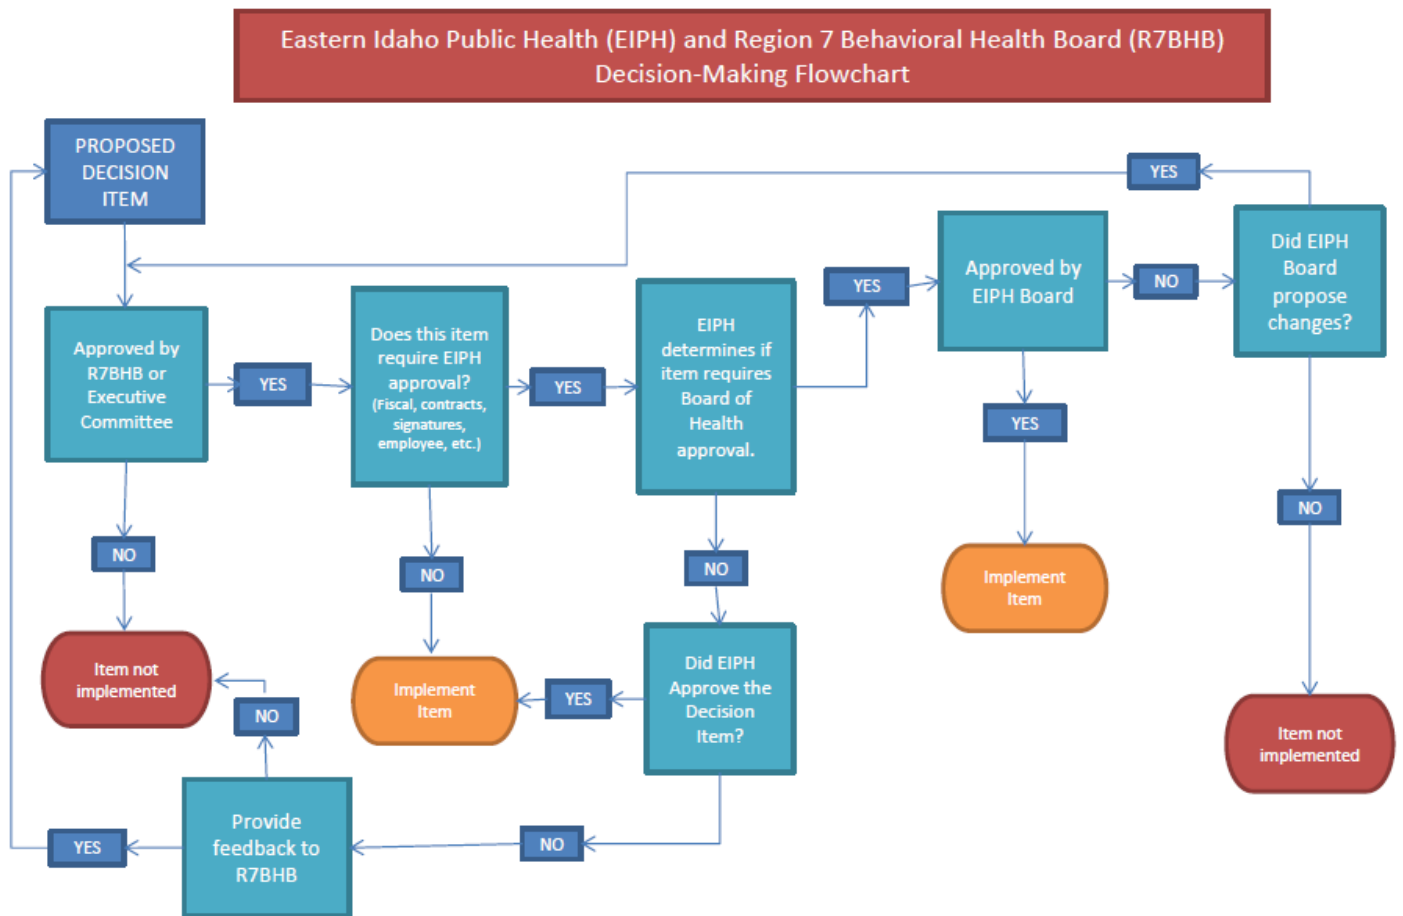 Eastern Idaho Public Health (EIPH) and Region 7 Behavioral Health Board (R7BHB)
Decision-Making Flowchart
PROPOSED
DECISION
ITEM
Approved by
R7BHB or
Executive
Committee
YES
Does this item
require EIPH
approval?
(Fiscal, contracts,
signatures,
employee, etc.)
YES
EIPH
determines if
item requires
Board of
Health
approval.
YES
Approved by
EIPH Board
NO
Did EIPH
Board
propose
changes?
YES
NO
NO
NO
YES
NO
Item not
implemented
Implement
Item
YES
Did EIPH
Approve the
Decision
Item?
Implement
Item
Item not
implemented
NO
Provide
feedback to
R7BHB
YES
NO